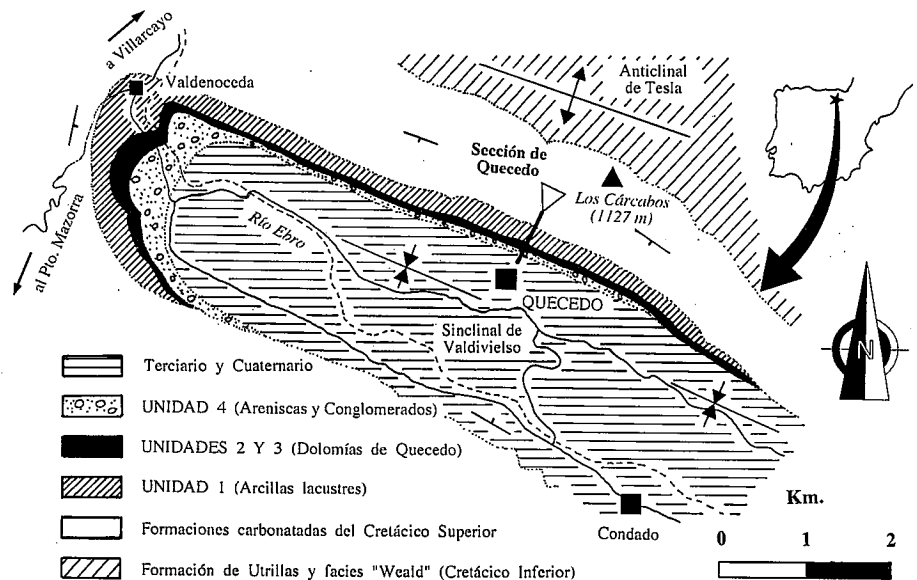 a Villarcayo
Valdenoceda
al Pto. Mazorra
Anticlinal
de Tesla
Sección de
Quecedo
Los Cárcabos
(1127 m)
Río Ebro
QUECEDO
Sinclinal de
Valdivielso
N
Terciario y Cuaternario
UNIDAD 4 (Areniscas y Conglomerados)
UNIDADES 2 Y 3 (Dolomías de Quecedo)
UNIDAD 1 (Arcillas lacustres)
Formaciones carbonatadas del Cretácico Superior
Formación de Utrillas y facies "Weald" (Cretácico Inferior)
Condado
Km.
0 1 2